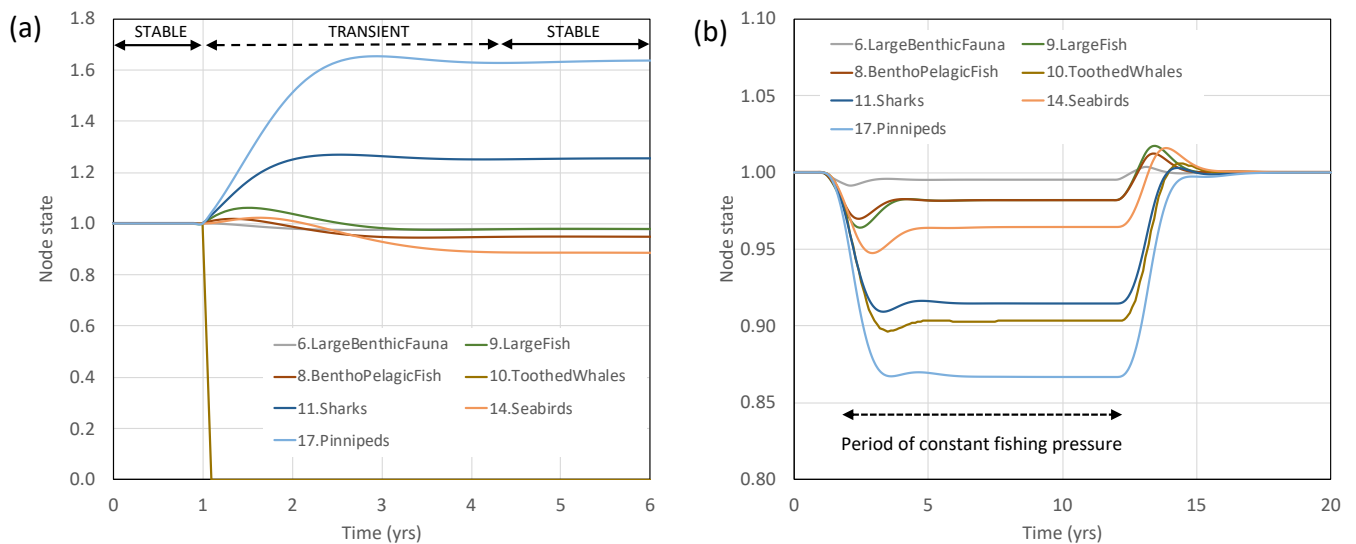 (a)
1.8
1.6
1.4
1.2
1.0
0.8
0.6
0.4
0.2
0.0
Node state
STABLE TRANSIENT STABLE
6.LargeBenthicFauna 9.LargeFish
8.BenthoPelagicFish 10.ToothedWhales
11.Sharks 14.Seabirds
17.Pinnipeds
0 1 2 3 4 5 6
Time (yrs)
(b)
1.10
1.05
1.00
0.95
0.90
0.85
0.80
Node state
6.LargeBenthicFauna 9.LargeFish
8.BenthoPelagicFish 10.ToothedWhales
11.Sharks 14.Seabirds
17.Pinnipeds
Period of constant fishing pressure
0 5 10 15 20
Time (yrs)